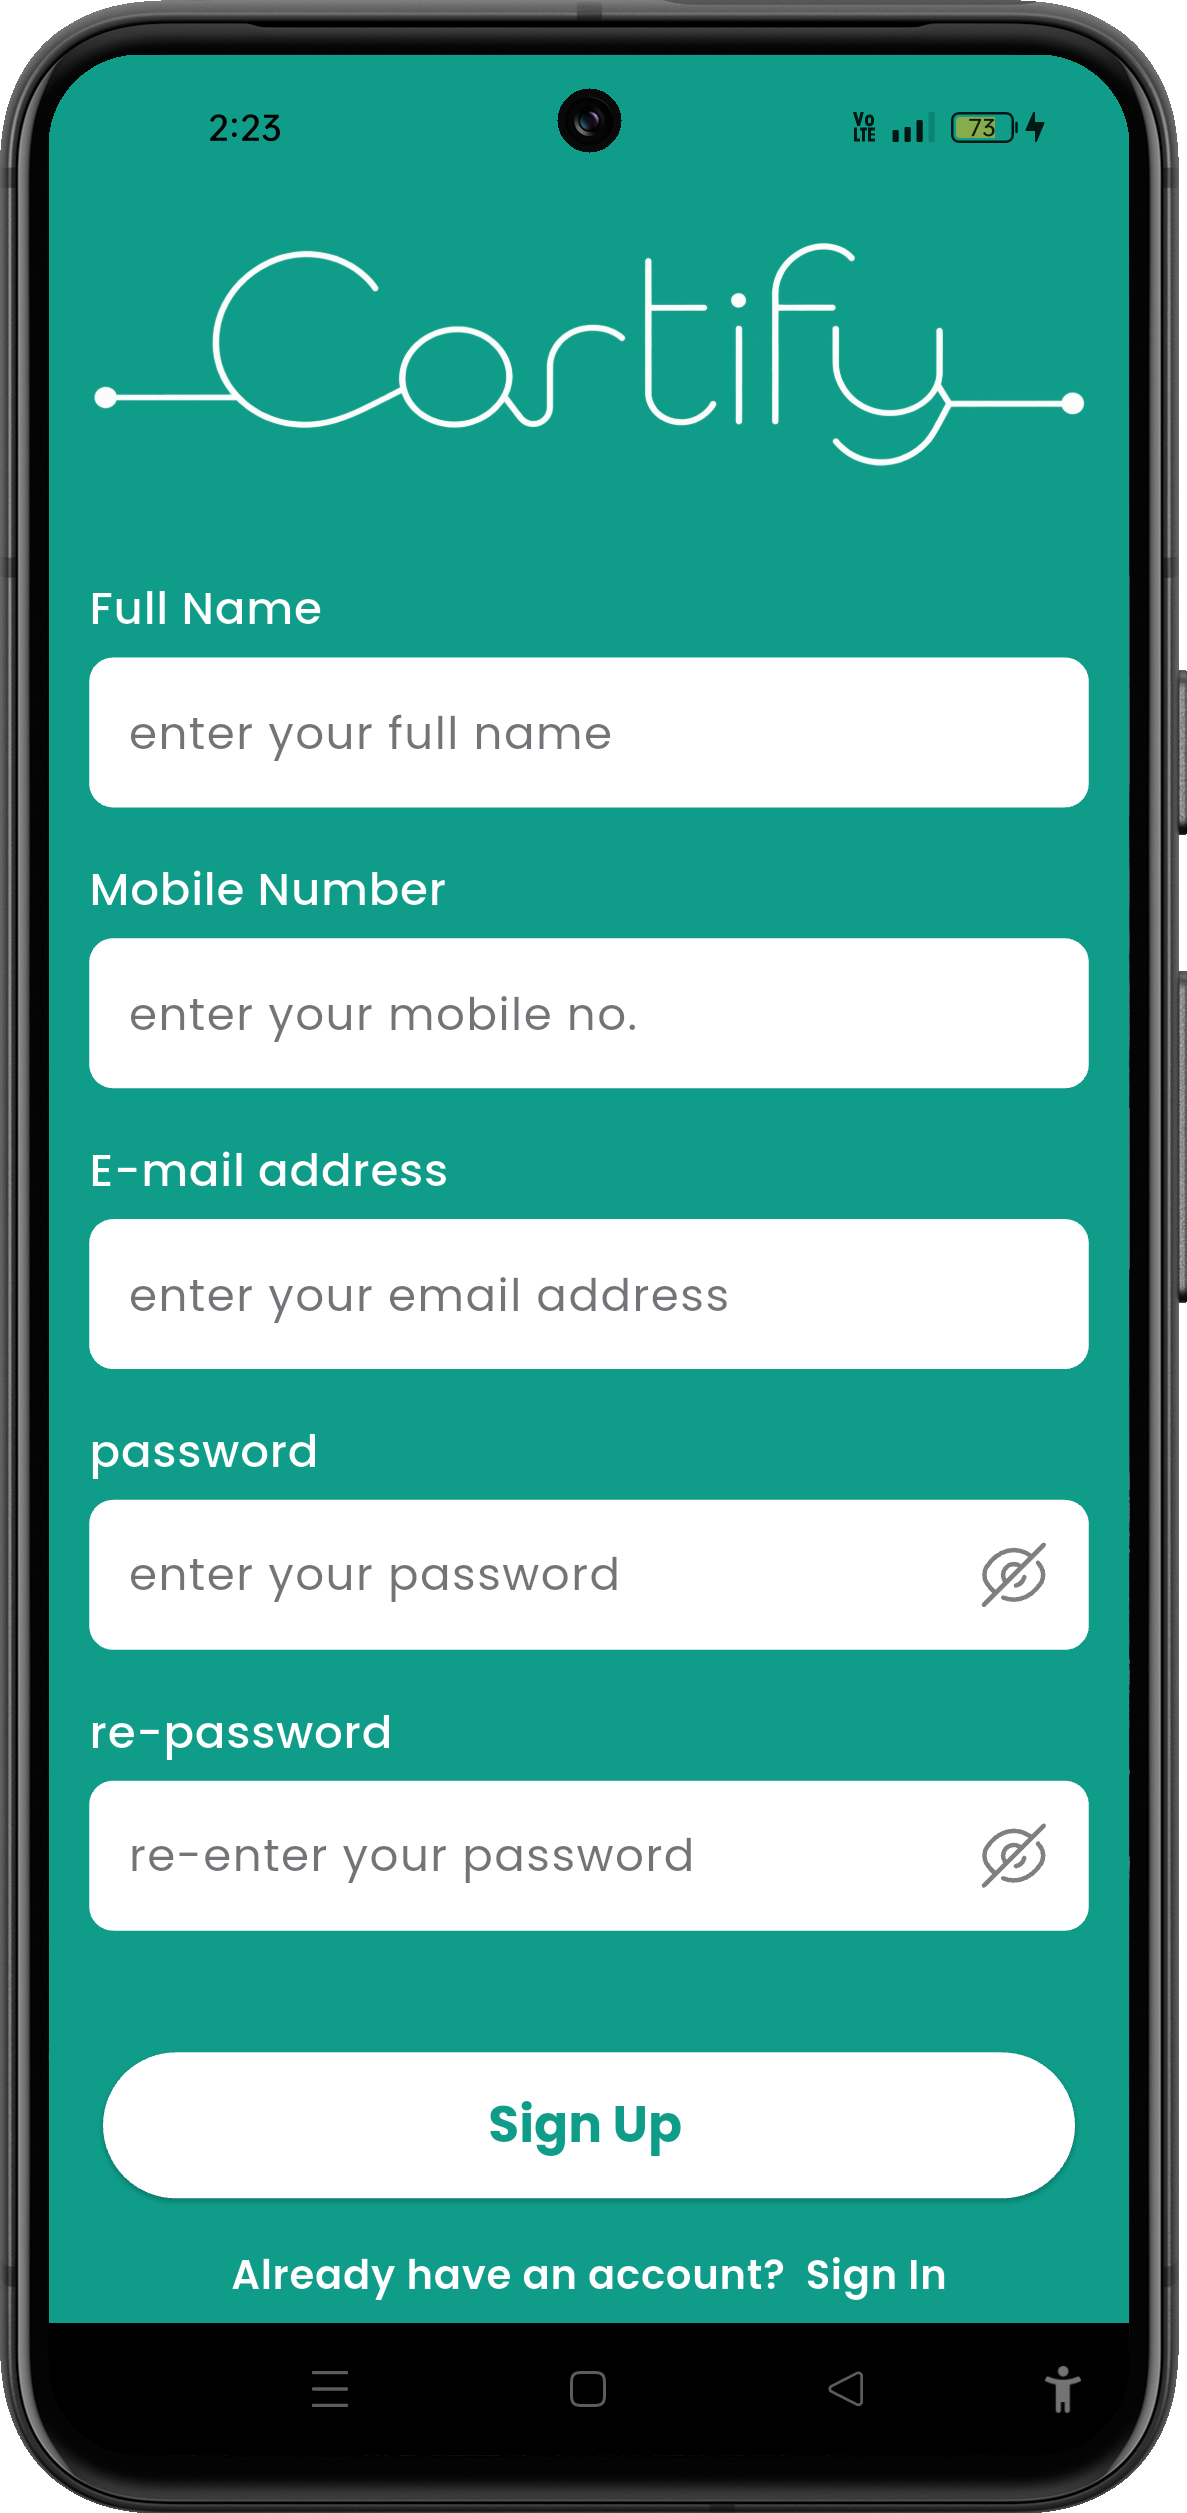 2:23 Vo LTE 73
Cartify
Full Name
enter your full name
Mobile Number
enter your mobile no.
E-mail address
enter your email address
password
enter your password
re-password
re-enter your password
Sign Up
Already have an account? Sign In